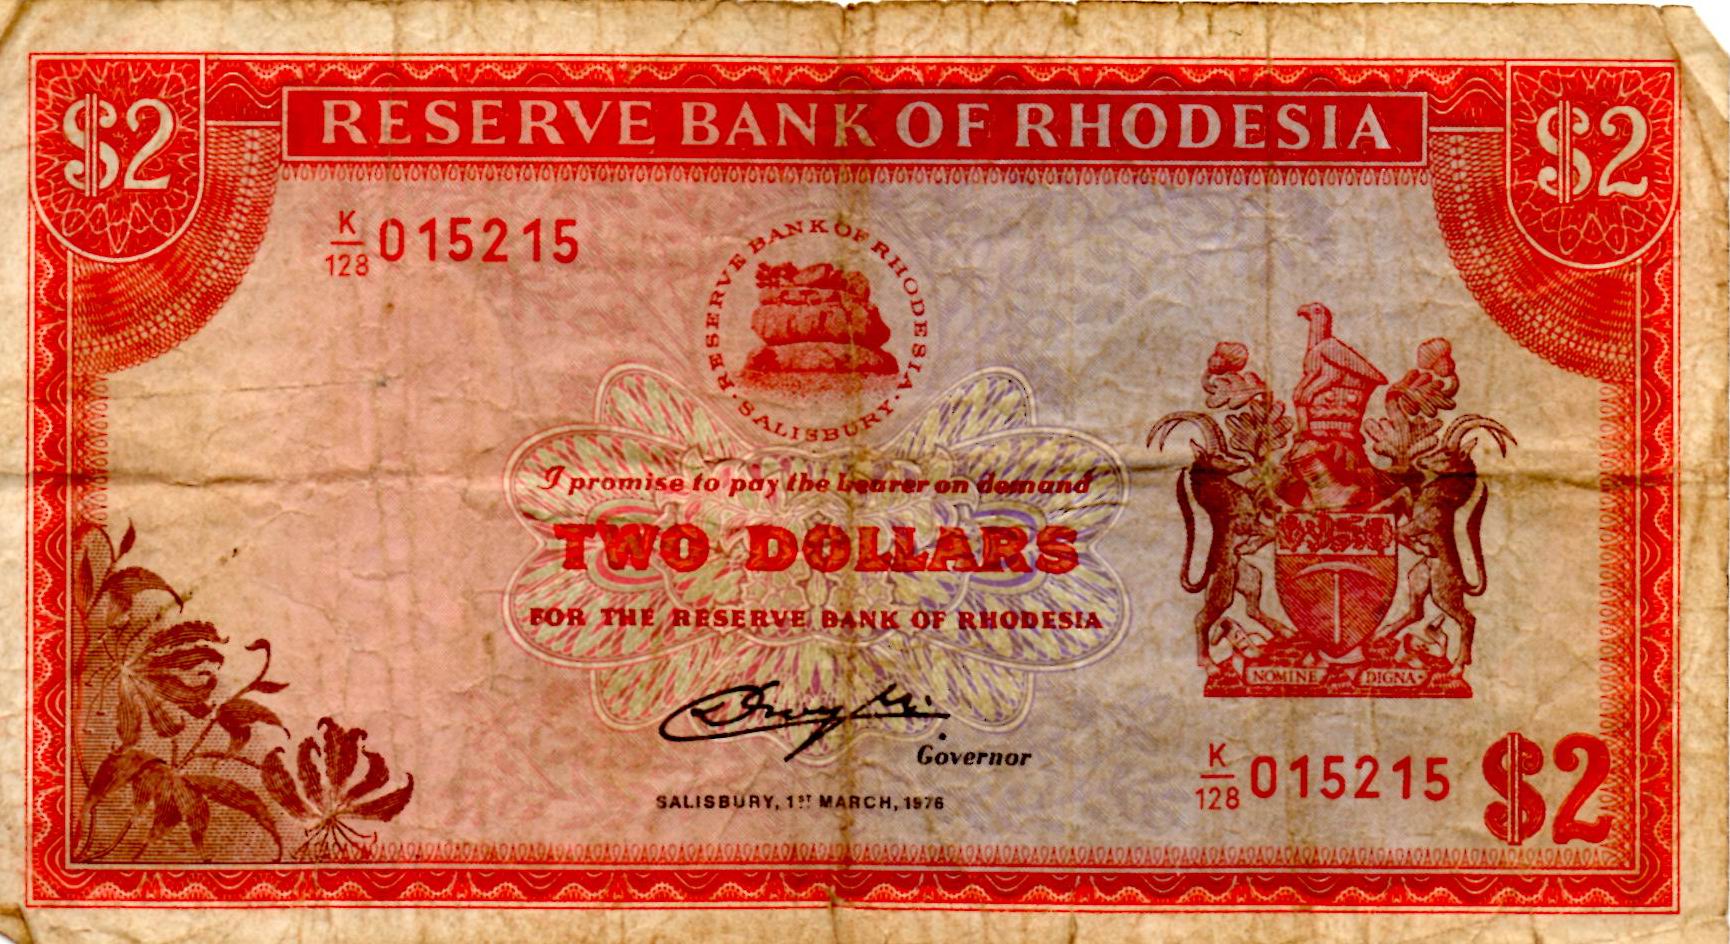 $2
RESERVE BANK OF RHODESIA
$2
K/128 015215
RESERVE BANK OF RHODESIA
· SALISBURY ·
I promise to pay the bearer on demand
TWO DOLLARS
FOR THE RESERVE BANK OF RHODESIA
NOMINE DIGNA
Governor
SALISBURY, 1ST MARCH, 1976
K/128 015215
$2